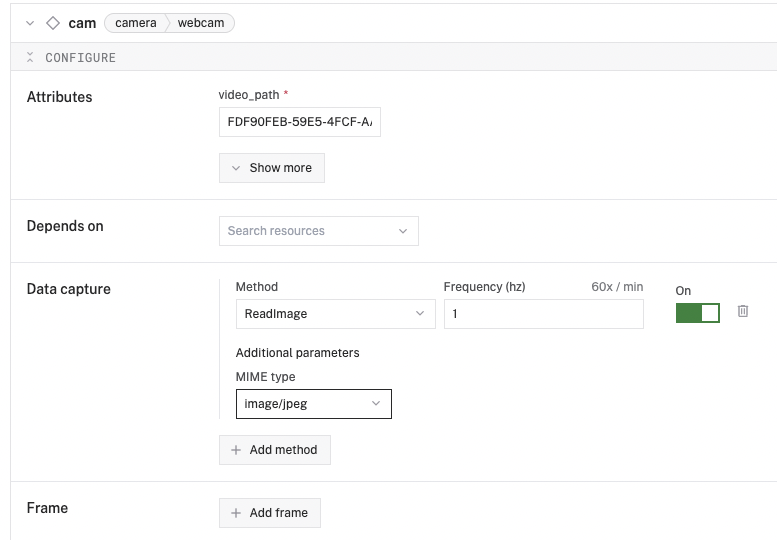 cam camera webcam
CONFIGURE
Attributes
video_path *
FDF90FEB-59E5-4FCF-A
Show more
Depends on
Search resources
Data capture
Method Frequency (hz) 60x / min On
ReadImage 1
Additional parameters
MIME type
image/jpeg
Add method
Frame
Add frame